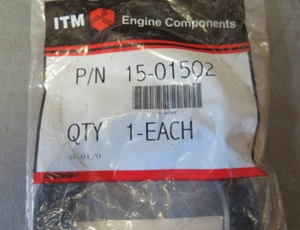 ITM Engine Components
P/N 15-01502
QTY 1-EACH